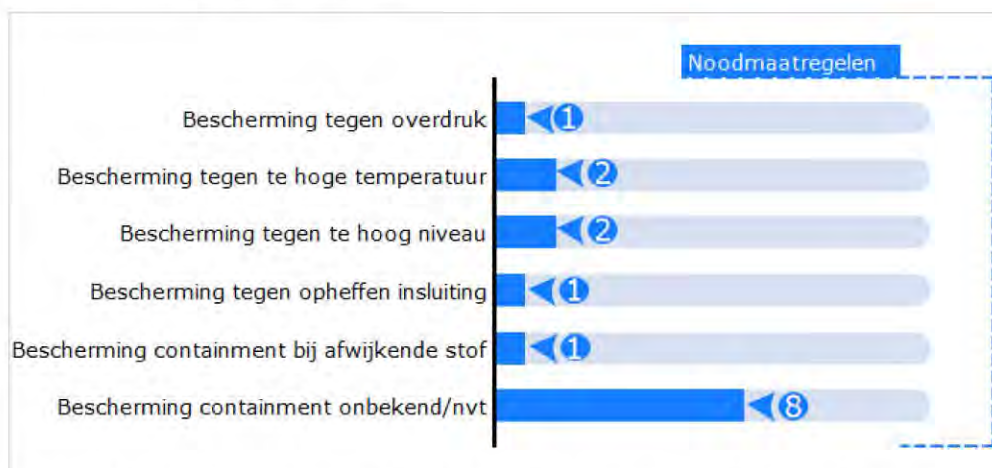 Noodmaatregelen
Bescherming tegen overdruk 1
Bescherming tegen te hoge temperatuur 2
Bescherming tegen te hoog niveau 2
Bescherming tegen opheffen insluiting 1
Bescherming containment bij afwijkende stof 1
Bescherming containment onbekend/nvt 8